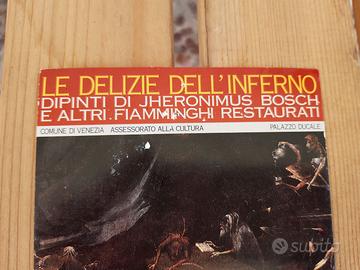 LE DELIZIE DELL'INFERNO
DIPINTI DI JHERONIMUS BOSCH
E ALTRI FIAMMINGHI RESTAURATI
COMUNE DI VENEZIA ASSESSORATO ALLA CULTURA PALAZZO DUCALE
subito